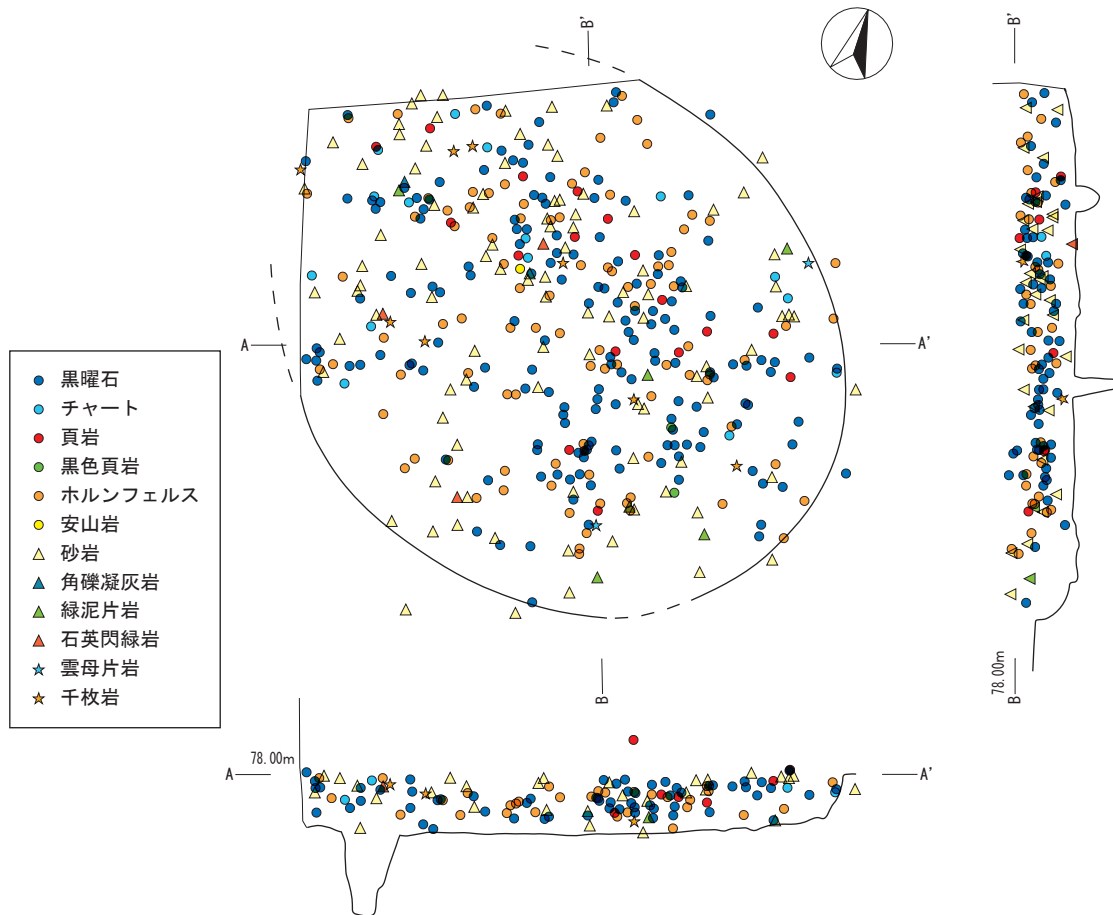 B'
B'
A
A'
黒曜石
チャート
頁岩
黒色頁岩
ホルンフェルス
安山岩
砂岩
角礫凝灰岩
緑泥片岩
石英閃緑岩
雲母片岩
千枚岩
B
78.00m
B
A
78.00m
A'